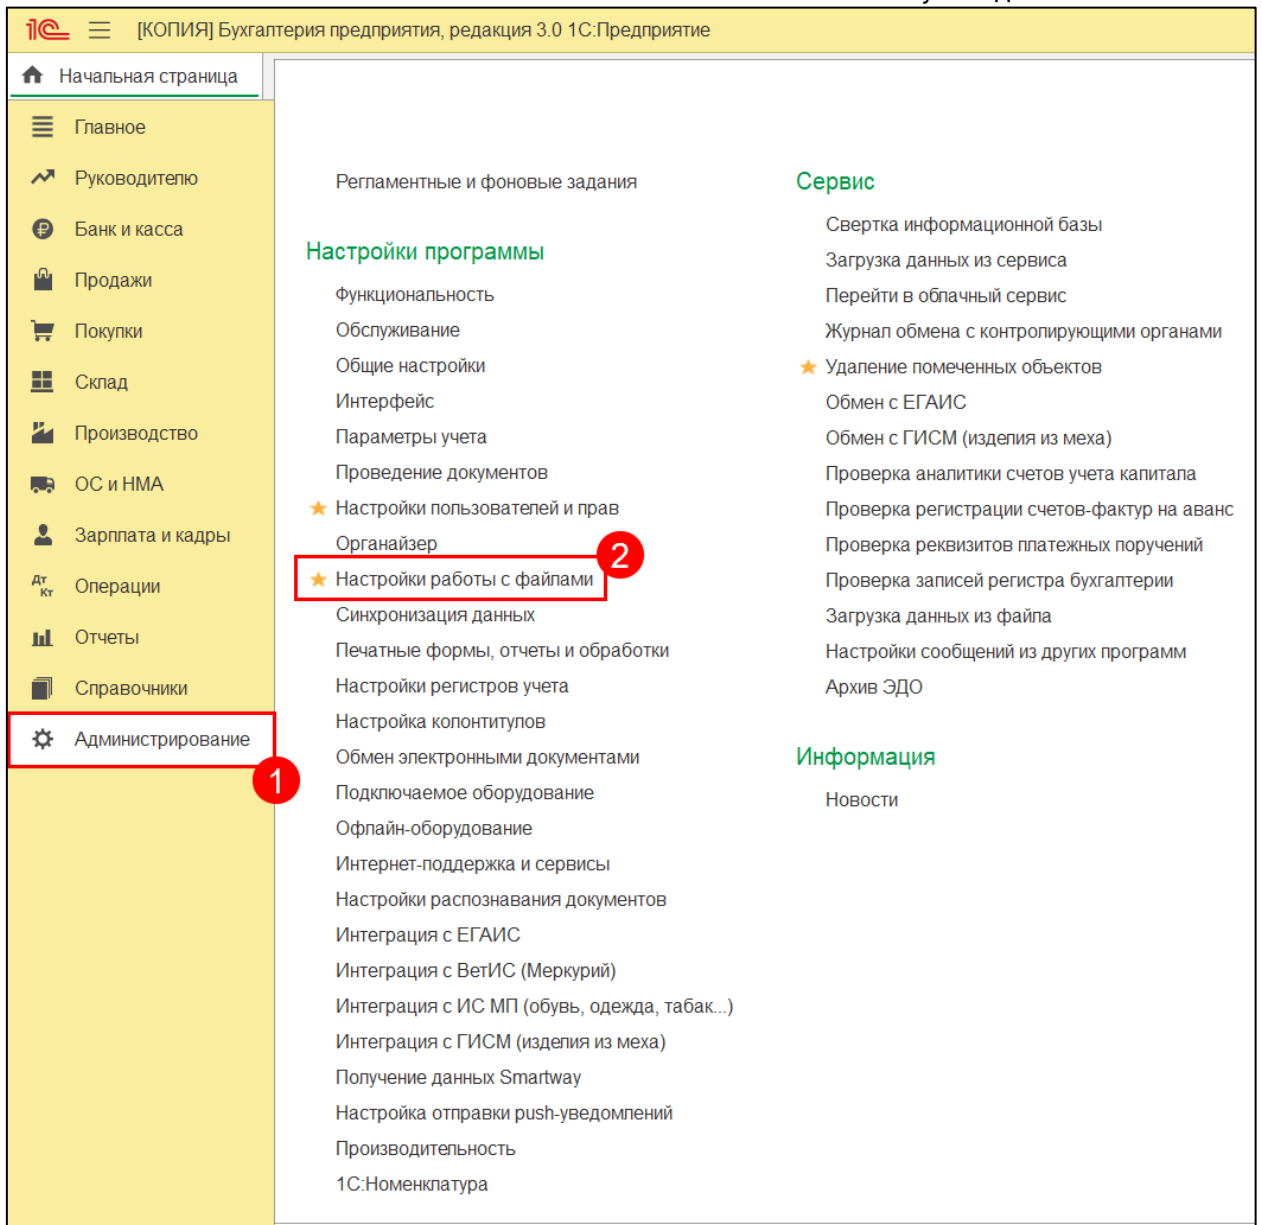 1С [КОПИЯ] Бухгалтерия предприятия, редакция 3.0 1С:Предприятие
Начальная страница
Главное
Руководителю
Банк и касса
Продажи
Покупки
Склад
Производство
ОС и НМА
Зарплата и кадры
Дт Кт Операции
Отчеты
Справочники
Администрирование
1
Регламентные и фоновые задания
Настройки программы
Функциональность
Обслуживание
Общие настройки
Интерфейс
Параметры учета
Проведение документов
Настройки пользователей и прав
Органайзер
2
Настройки работы с файлами
Синхронизация данных
Печатные формы, отчеты и обработки
Настройки регистров учета
Настройка колонтитулов
Обмен электронными документами
Подключаемое оборудование
Офлайн-оборудование
Интернет-поддержка и сервисы
Настройки распознавания документов
Интеграция с ЕГАИС
Интеграция с ВетИС (Меркурий)
Интеграция с ИС МП (обувь, одежда, табак...)
Интеграция с ГИСМ (изделия из меха)
Получение данных Smartway
Настройка отправки push-уведомлений
Производительность
1С:Номенклатура
Сервис
Свертка информационной базы
Загрузка данных из сервиса
Перейти в облачный сервис
Журнал обмена с контролирующими органами
Удаление помеченных объектов
Обмен с ЕГАИС
Обмен с ГИСМ (изделия из меха)
Проверка аналитики счетов учета капитала
Проверка регистрации счетов-фактур на аванс
Проверка реквизитов платежных поручений
Проверка записей регистра бухгалтерии
Загрузка данных из файла
Настройки сообщений из других программ
Архив ЭДО
Информация
Новости